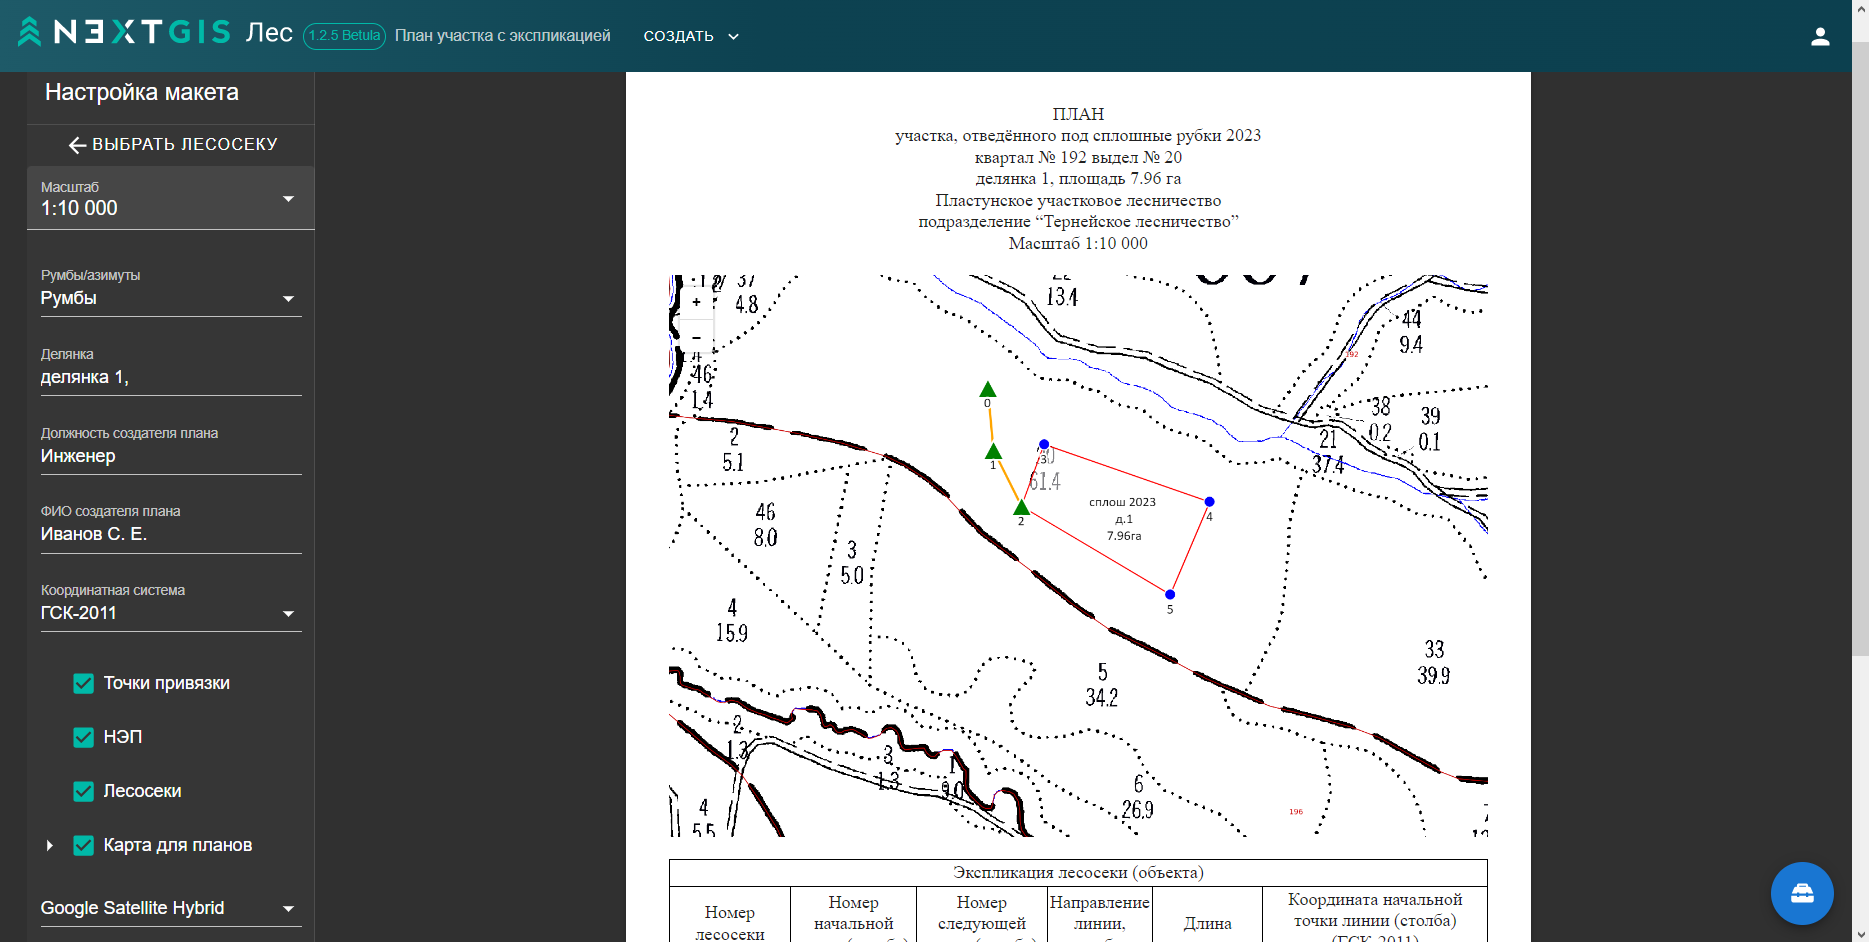 NEXTGIS Лес 1.2.5 Betula План участка с экспликацией СОЗДАТЬ
Настройка макета
ВЫБРАТЬ ЛЕСОСЕКУ
Масштаб
1:10 000
Румбы/азимуты
Румбы
Делянка
делянка 1,
Должность создателя плана
Инженер
ФИО создателя плана
Иванов С. Е.
Координатная система
ГСК-2011
Точки привязки
НЭП
Лесосеки
Карта для планов
Google Satellite Hybrid
ПЛАН
участка, отведённого под сплошные рубки 2023
квартал № 192 выдел № 20
делянка 1, площадь 7.96 га
Пластунское участковое лесничество
подразделение “Тернейское лесничество”
Масштаб 1:10 000
+
−
37
4.8
13.4
44
9.4
192
46
1.4
38
0.2
39
0.1
21
37.4
0
1
2
3
4
5
61.4
сплош 2023
д.1
7.96га
2
5.1
46
8.0
3
5.0
4
15.9
5
34.2
33
39.9
2
1.3
3
1.3
1
9.0
4
5.5
6
26.9
196
Экспликация лесосеки (объекта)
Номер
лесосеки
Номер
начальной
Номер
следующей
Направление
линии,
Длина
Координата начальной
точки линии (столба)
(ГСК-2011)